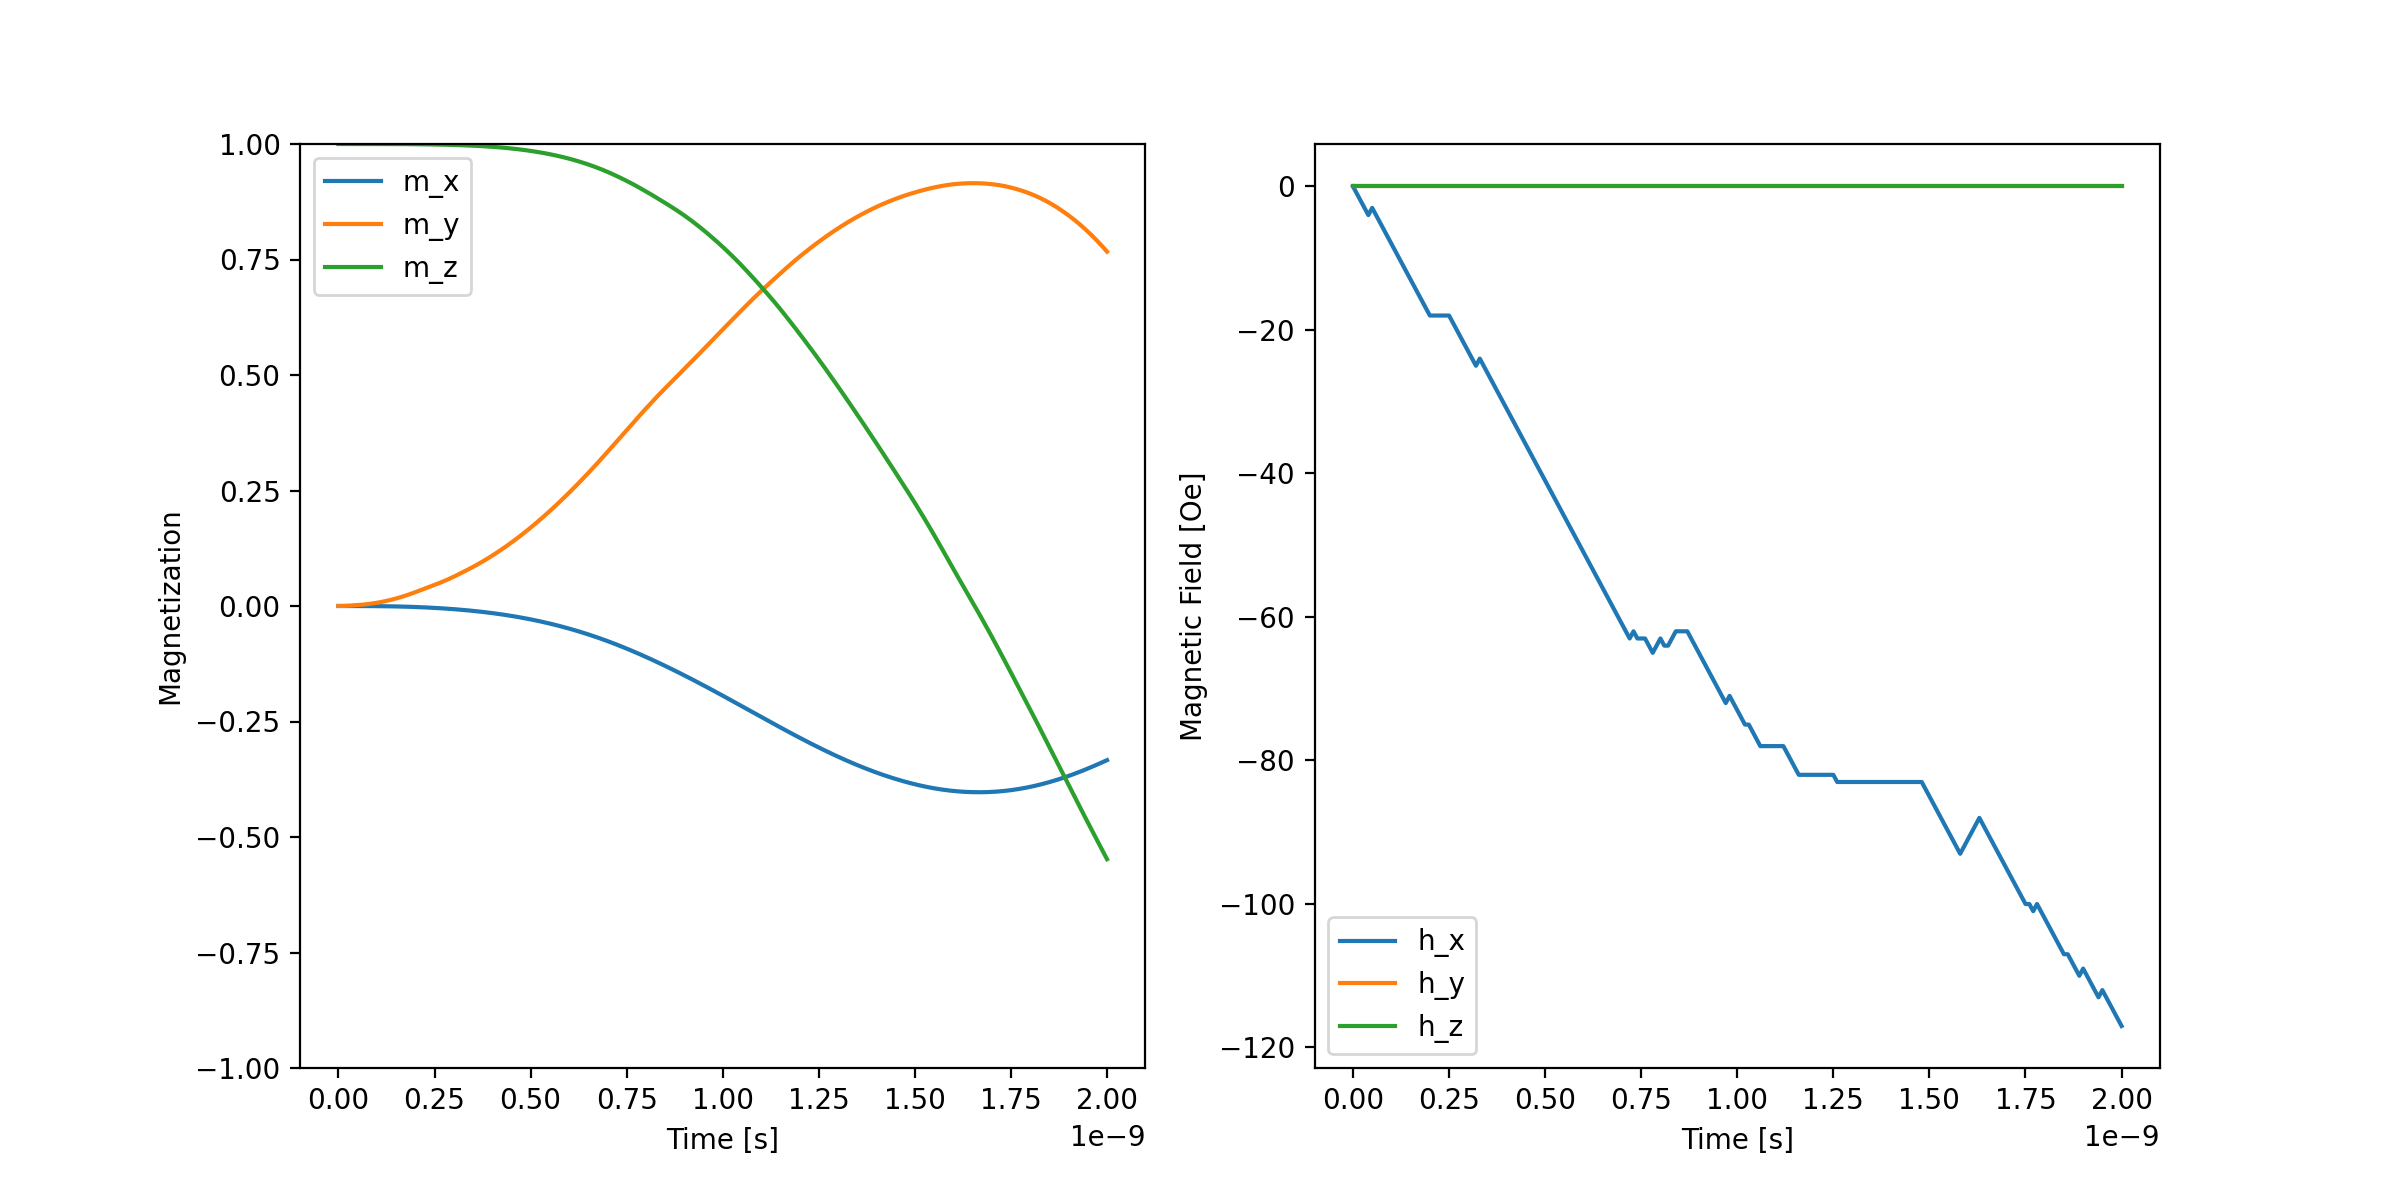 1.00
0.75
0.50
0.25
0.00
−0.25
−0.50
−0.75
−1.00
Magnetization
m_x
m_y
m_z
0.00 0.25 0.50 0.75 1.00 1.25 1.50 1.75 2.00
Time [s]
1e−9
0
−20
−40
−60
−80
−100
−120
Magnetic Field [Oe]
h_x
h_y
h_z
0.00 0.25 0.50 0.75 1.00 1.25 1.50 1.75 2.00
Time [s]
1e−9